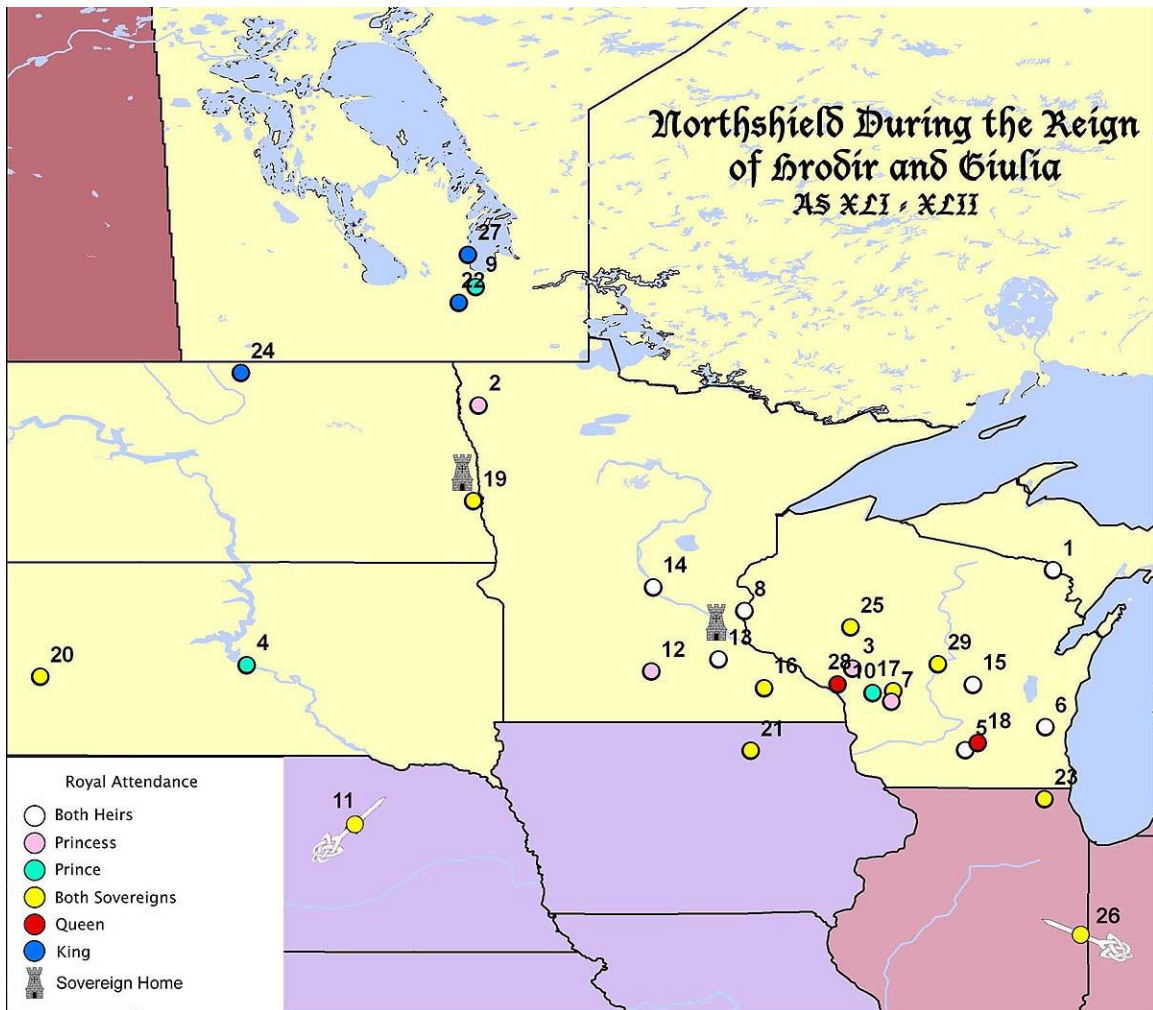 Northshield During the Reign
of Hrodir and Giulia
AS XLI - XLII
27
9
22
24
2
19
1
14
8
25
13
3
29
20
4
12
16
28
10
17
7
15
6
5
18
21
23
11
26
Royal Attendance
Both Heirs
Princess
Prince
Both Sovereigns
Queen
King
Sovereign Home